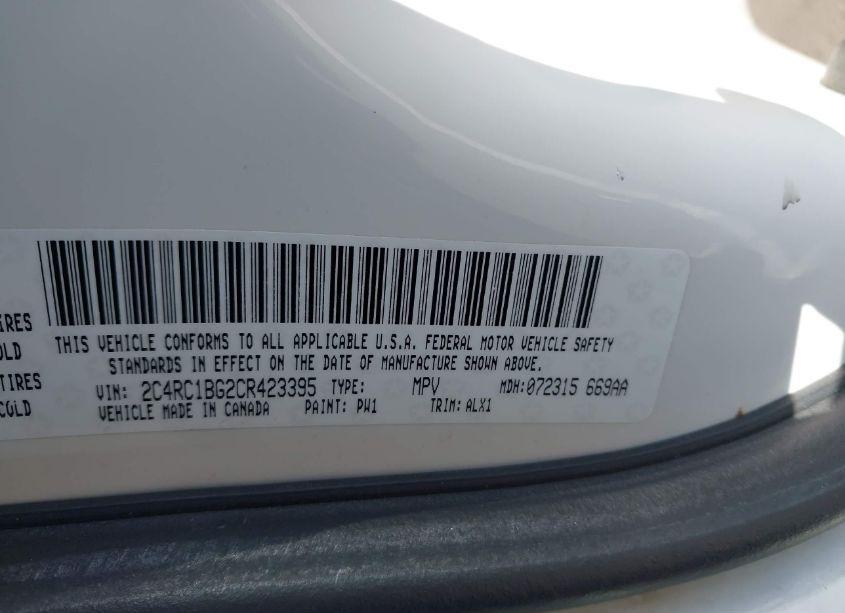 IRES
OLD
TIRES
COLD
THIS VEHICLE CONFORMS TO ALL APPLICABLE U.S.A. FEDERAL MOTOR VEHICLE SAFETY
STANDARDS IN EFFECT ON THE DATE OF MANUFACTURE SHOWN ABOVE.
VIN: 2C4RC1BG2CR423395 TYPE: MPV MDH:072315 669AA
VEHICLE MADE IN CANADA PAINT: PW1 TRIM: ALX1